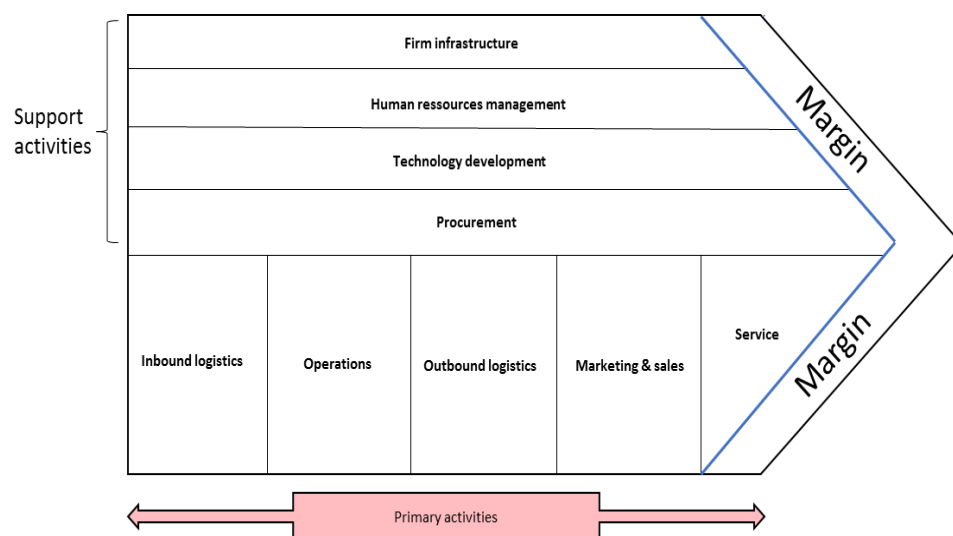 Firm infrastructure
Human ressources management
Support
activities
Technology development
Procurement
Margin
Inbound logistics
Operations
Outbound logistics
Marketing & sales
Service
Margin
Primary activities